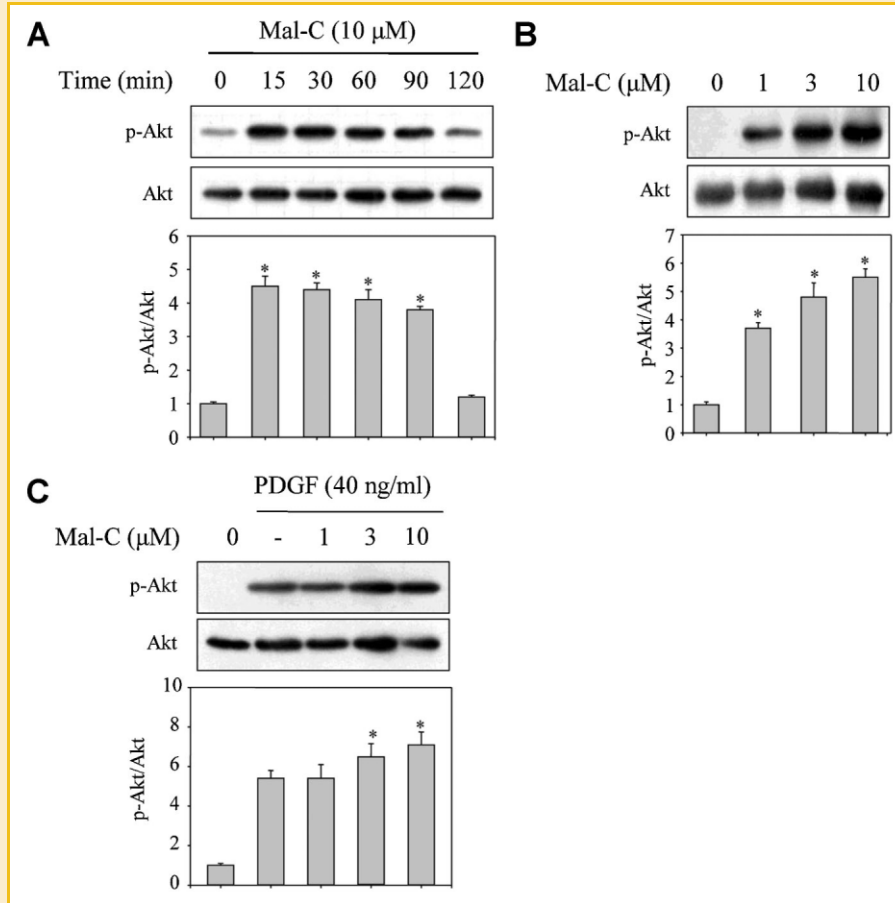 A
Mal-C (10 μM)
Time (min) 0 15 30 60 90 120
p-Akt
Akt
6
5
4
3
2
1
0
p-Akt/Akt
* * * *
B
Mal-C (μM) 0 1 3 10
p-Akt
Akt
7
6
5
4
3
2
1
0
p-Akt/Akt
* * *
C
PDGF (40 ng/ml)
Mal-C (μM) 0 - 1 3 10
p-Akt
Akt
10
8
6
4
2
0
p-Akt/Akt
* *